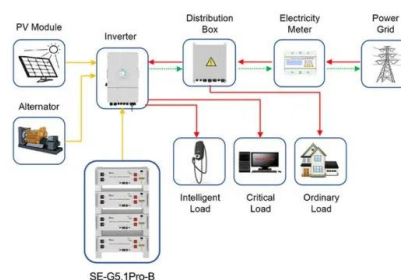 PV Module
Inverter
Distribution
Box
Electricity
Meter
Power
Grid
Alternator
Intelligent
Load
Critical
Load
Ordinary
Load
SE-G5.1Pro-B